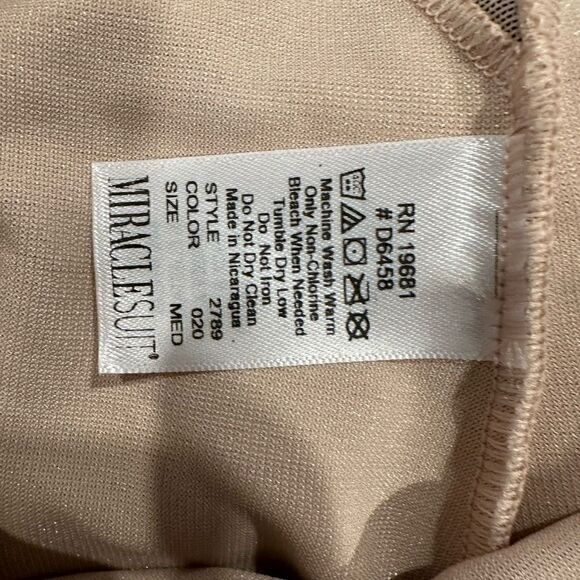 RN 19681
# D6458
40C
Machine Wash Warm
Only Non-Chlorine
Bleach When Needed
Tumble Dry Low
Do Not Iron
Do Not Dry Clean
Made in Nicaragua
STYLE 2789
COLOR 020
SIZE MED
MIRACLESUIT®